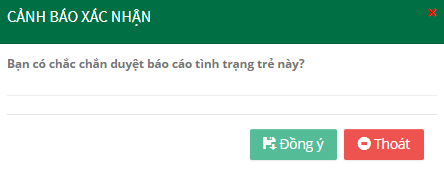 CẢNH BÁO XÁC NHẬN
Bạn có chắc chắn duyệt báo cáo tình trạng trẻ này?
Đồng ý
Thoát